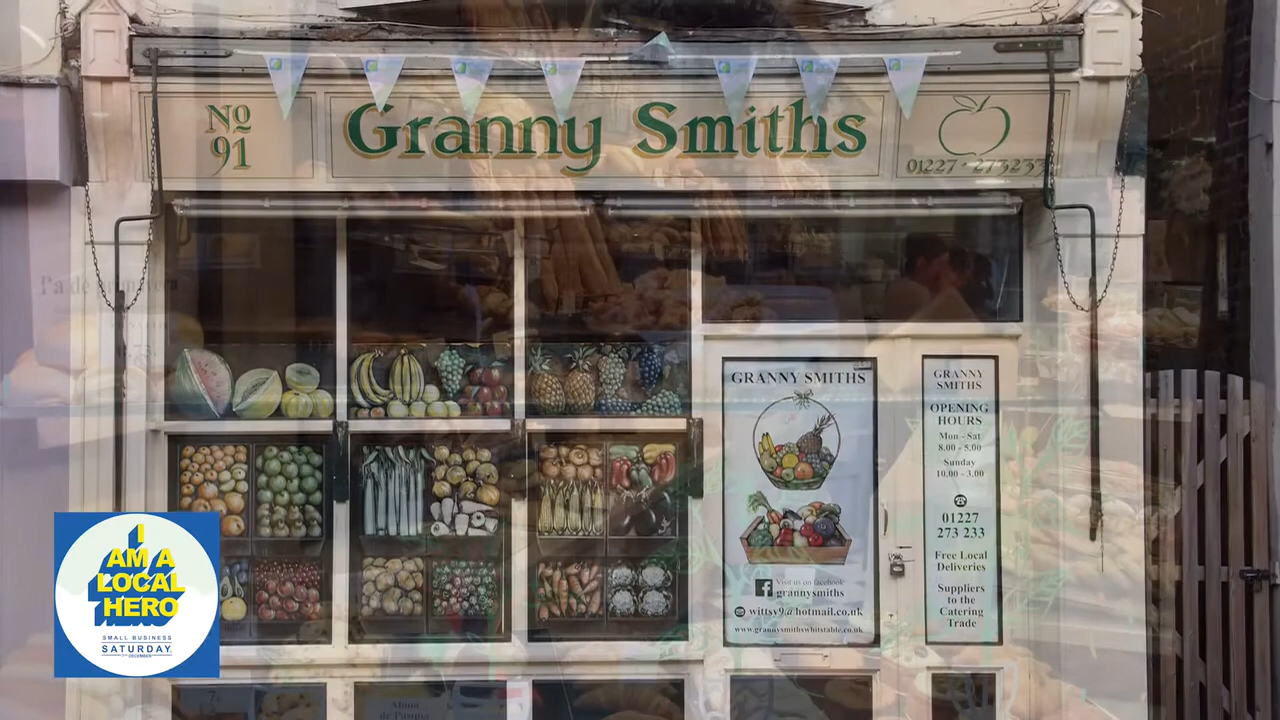 No
91
Granny Smiths
01227 · 273233
GRANNY SMITHS
Visit us on facebook
grannysmiths
wittsy9@hotmail.co.uk
www.grannysmithswhitstable.co.uk
GRANNY
SMITHS
OPENING
HOURS
Mon - Sat
8.00 - 5.00
Sunday
10.00 - 3.00
01227
273 233
Free Local
Deliveries
Suppliers
to the
Catering
Trade
I
AM A
LOCAL
HERO
SMALL BUSINESS
SATURDAY